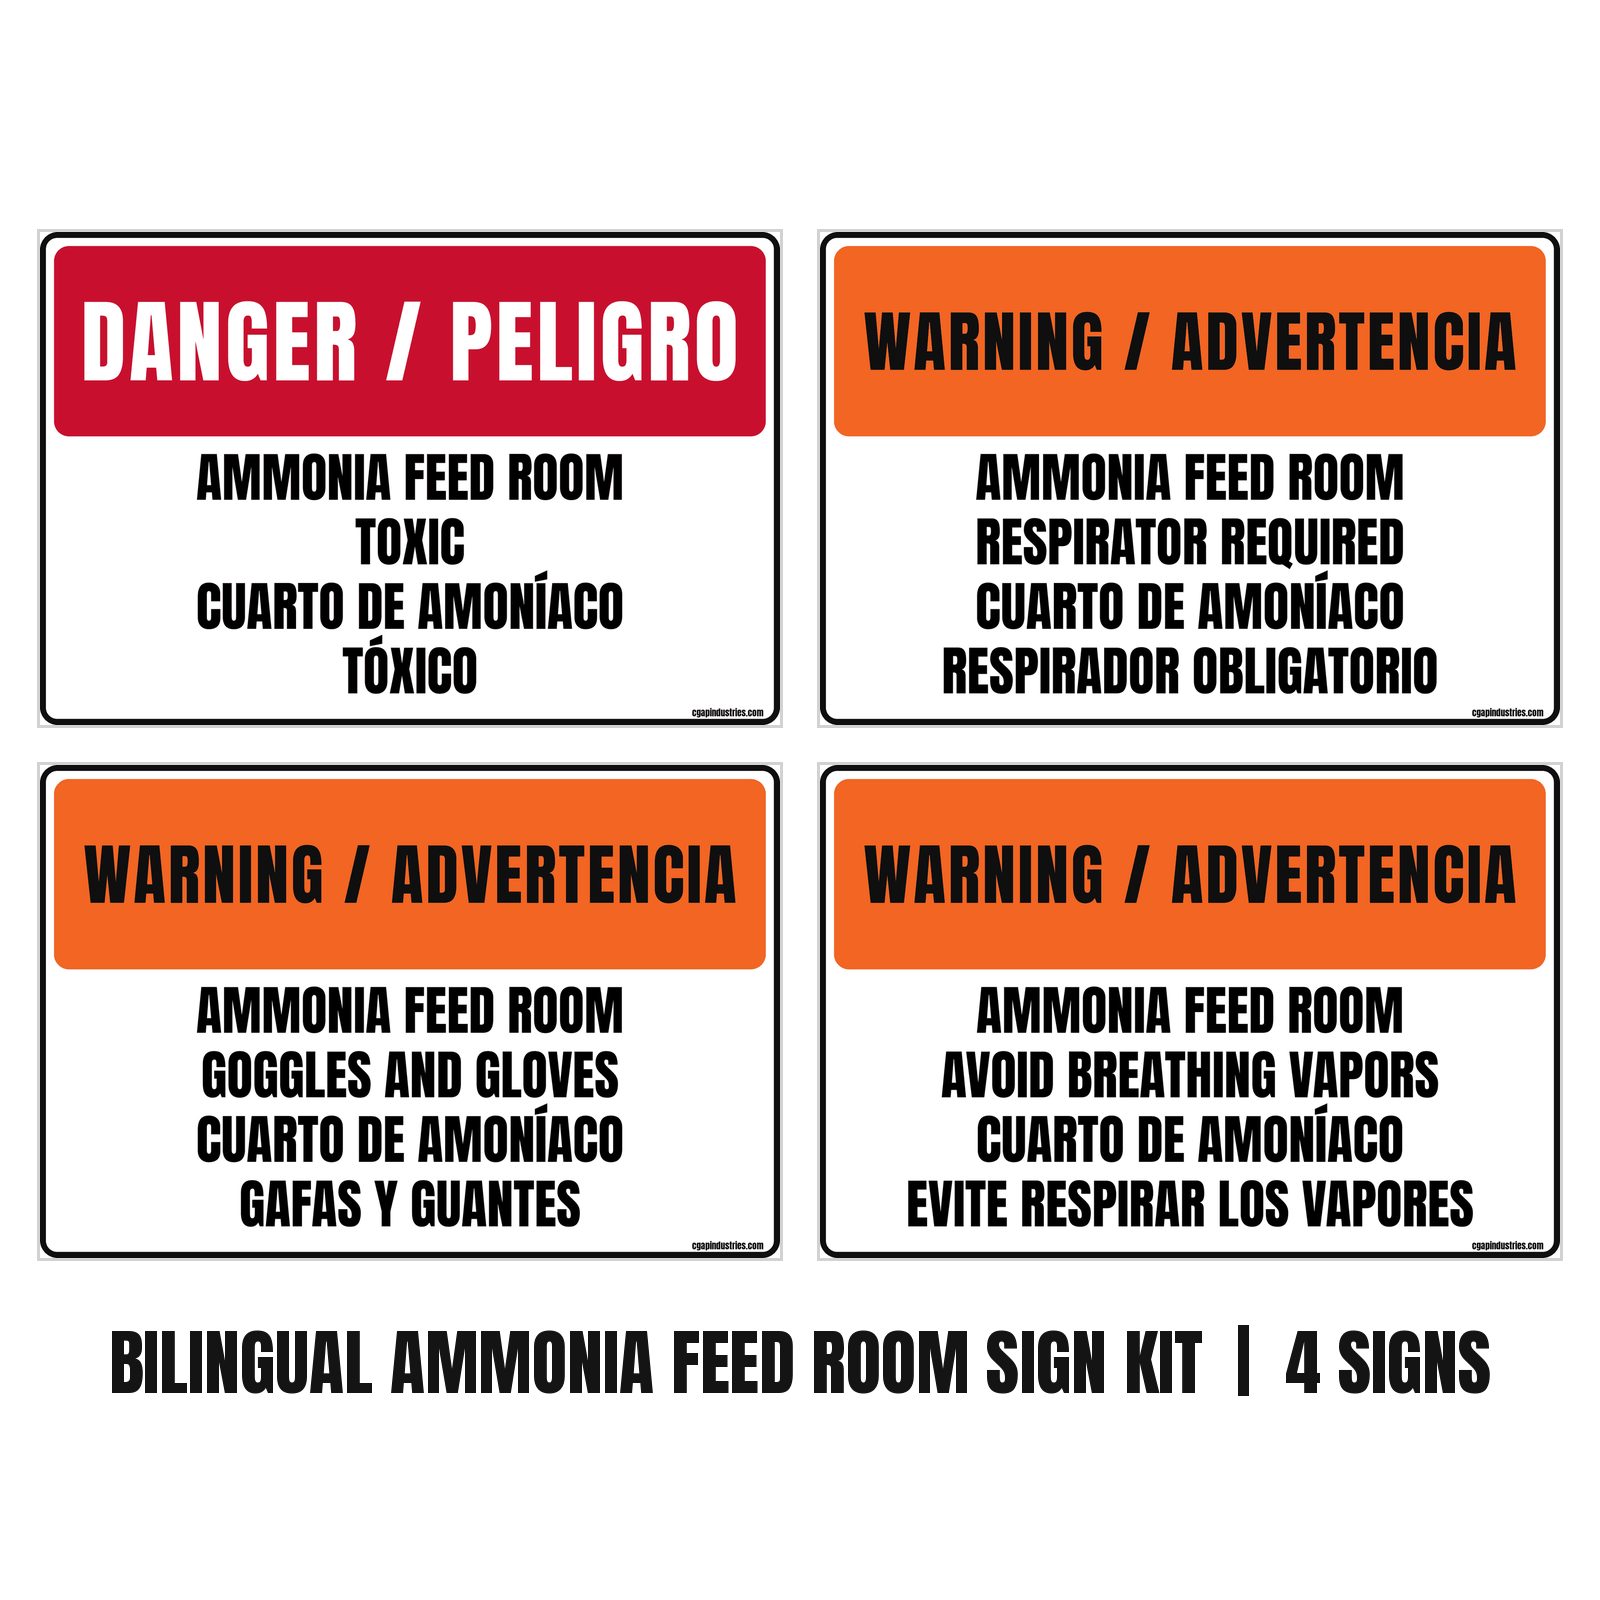 DANGER / PELIGRO
AMMONIA FEED ROOM
TOXIC
CUARTO DE AMONÍACO
TÓXICO
cgapindustries.com
WARNING / ADVERTENCIA
AMMONIA FEED ROOM
RESPIRATOR REQUIRED
CUARTO DE AMONÍACO
RESPIRADOR OBLIGATORIO
cgapindustries.com
WARNING / ADVERTENCIA
AMMONIA FEED ROOM
GOGGLES AND GLOVES
CUARTO DE AMONÍACO
GAFAS Y GUANTES
cgapindustries.com
WARNING / ADVERTENCIA
AMMONIA FEED ROOM
AVOID BREATHING VAPORS
CUARTO DE AMONÍACO
EVITE RESPIRAR LOS VAPORES
cgapindustries.com
BILINGUAL AMMONIA FEED ROOM SIGN KIT | 4 SIGNS